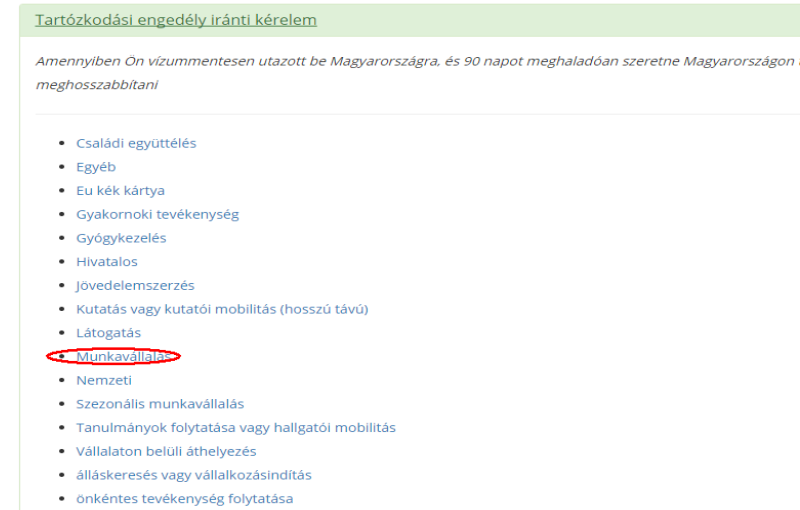 Tartózkodási engedély iránti kérelem
Amennyiben Ön vízummentesen utazott be Magyarországra, és 90 napot meghaladóan szeretne Magyarországon
meghosszabbítani
Családi együttélés
Egyéb
Eu kék kártya
Gyakornoki tevékenység
Gyógykezelés
Hivatalos
Jövedelemszerzés
Kutatás vagy kutatói mobilitás (hosszú távú)
Látogatás
Munkavállalás
Nemzeti
Szezonális munkavállalás
Tanulmányok folytatása vagy hallgatói mobilitás
Vállalaton belüli áthelyezés
álláskeresés vagy vállalkozásindítás
önkéntes tevékenység folytatása